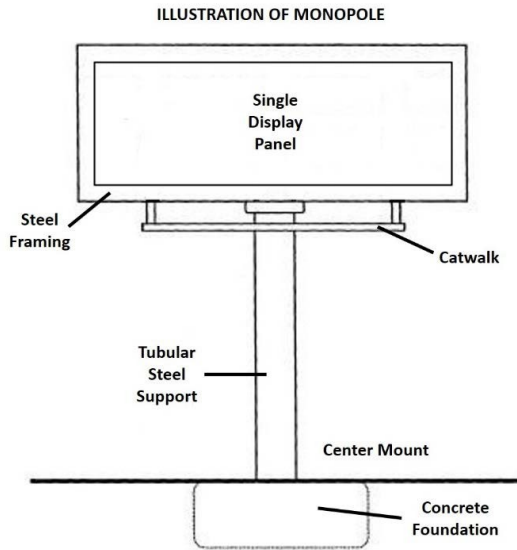 ILLUSTRATION OF MONOPOLE
Single
Display
Panel
Steel
Framing
Catwalk
Tubular
Steel
Support
Center Mount
Concrete
Foundation